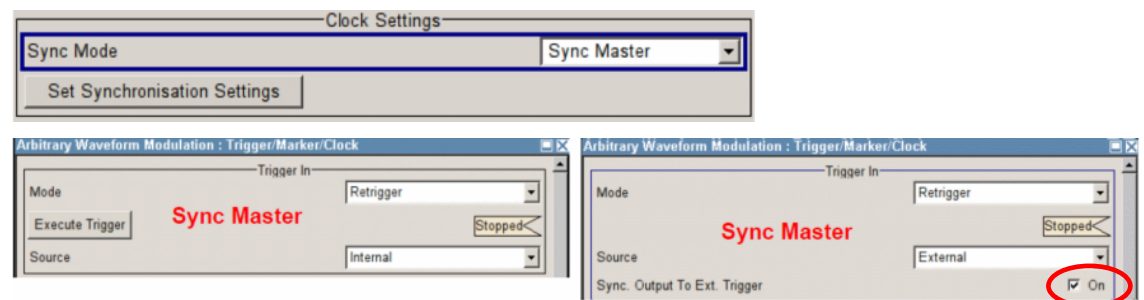 Clock Settings
Sync Mode Sync Master
Set Synchronisation Settings
Arbitrary Waveform Modulation : Trigger/Marker/Clock
Trigger In
Mode Retrigger
Execute Trigger Sync Master Stopped
Source Internal
Arbitrary Waveform Modulation : Trigger/Marker/Clock
Trigger In
Mode Retrigger
Sync Master Stopped
Source External
Sync. Output To Ext. Trigger On